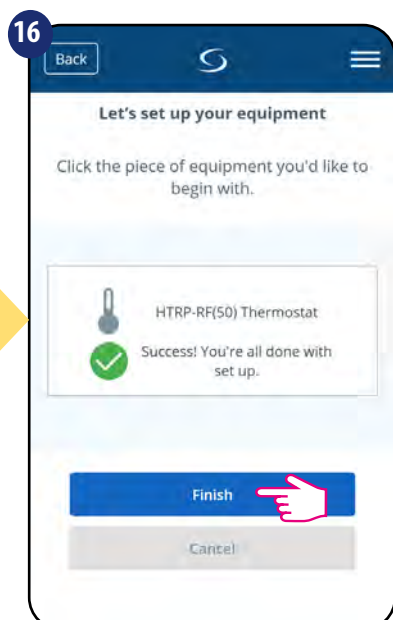 16
Back
Let's set up your equipment
Click the piece of equipment you'd like to
begin with.
HTRP-RF(50) Thermostat
Success! You're all done with
set up.
Finish
Cancel